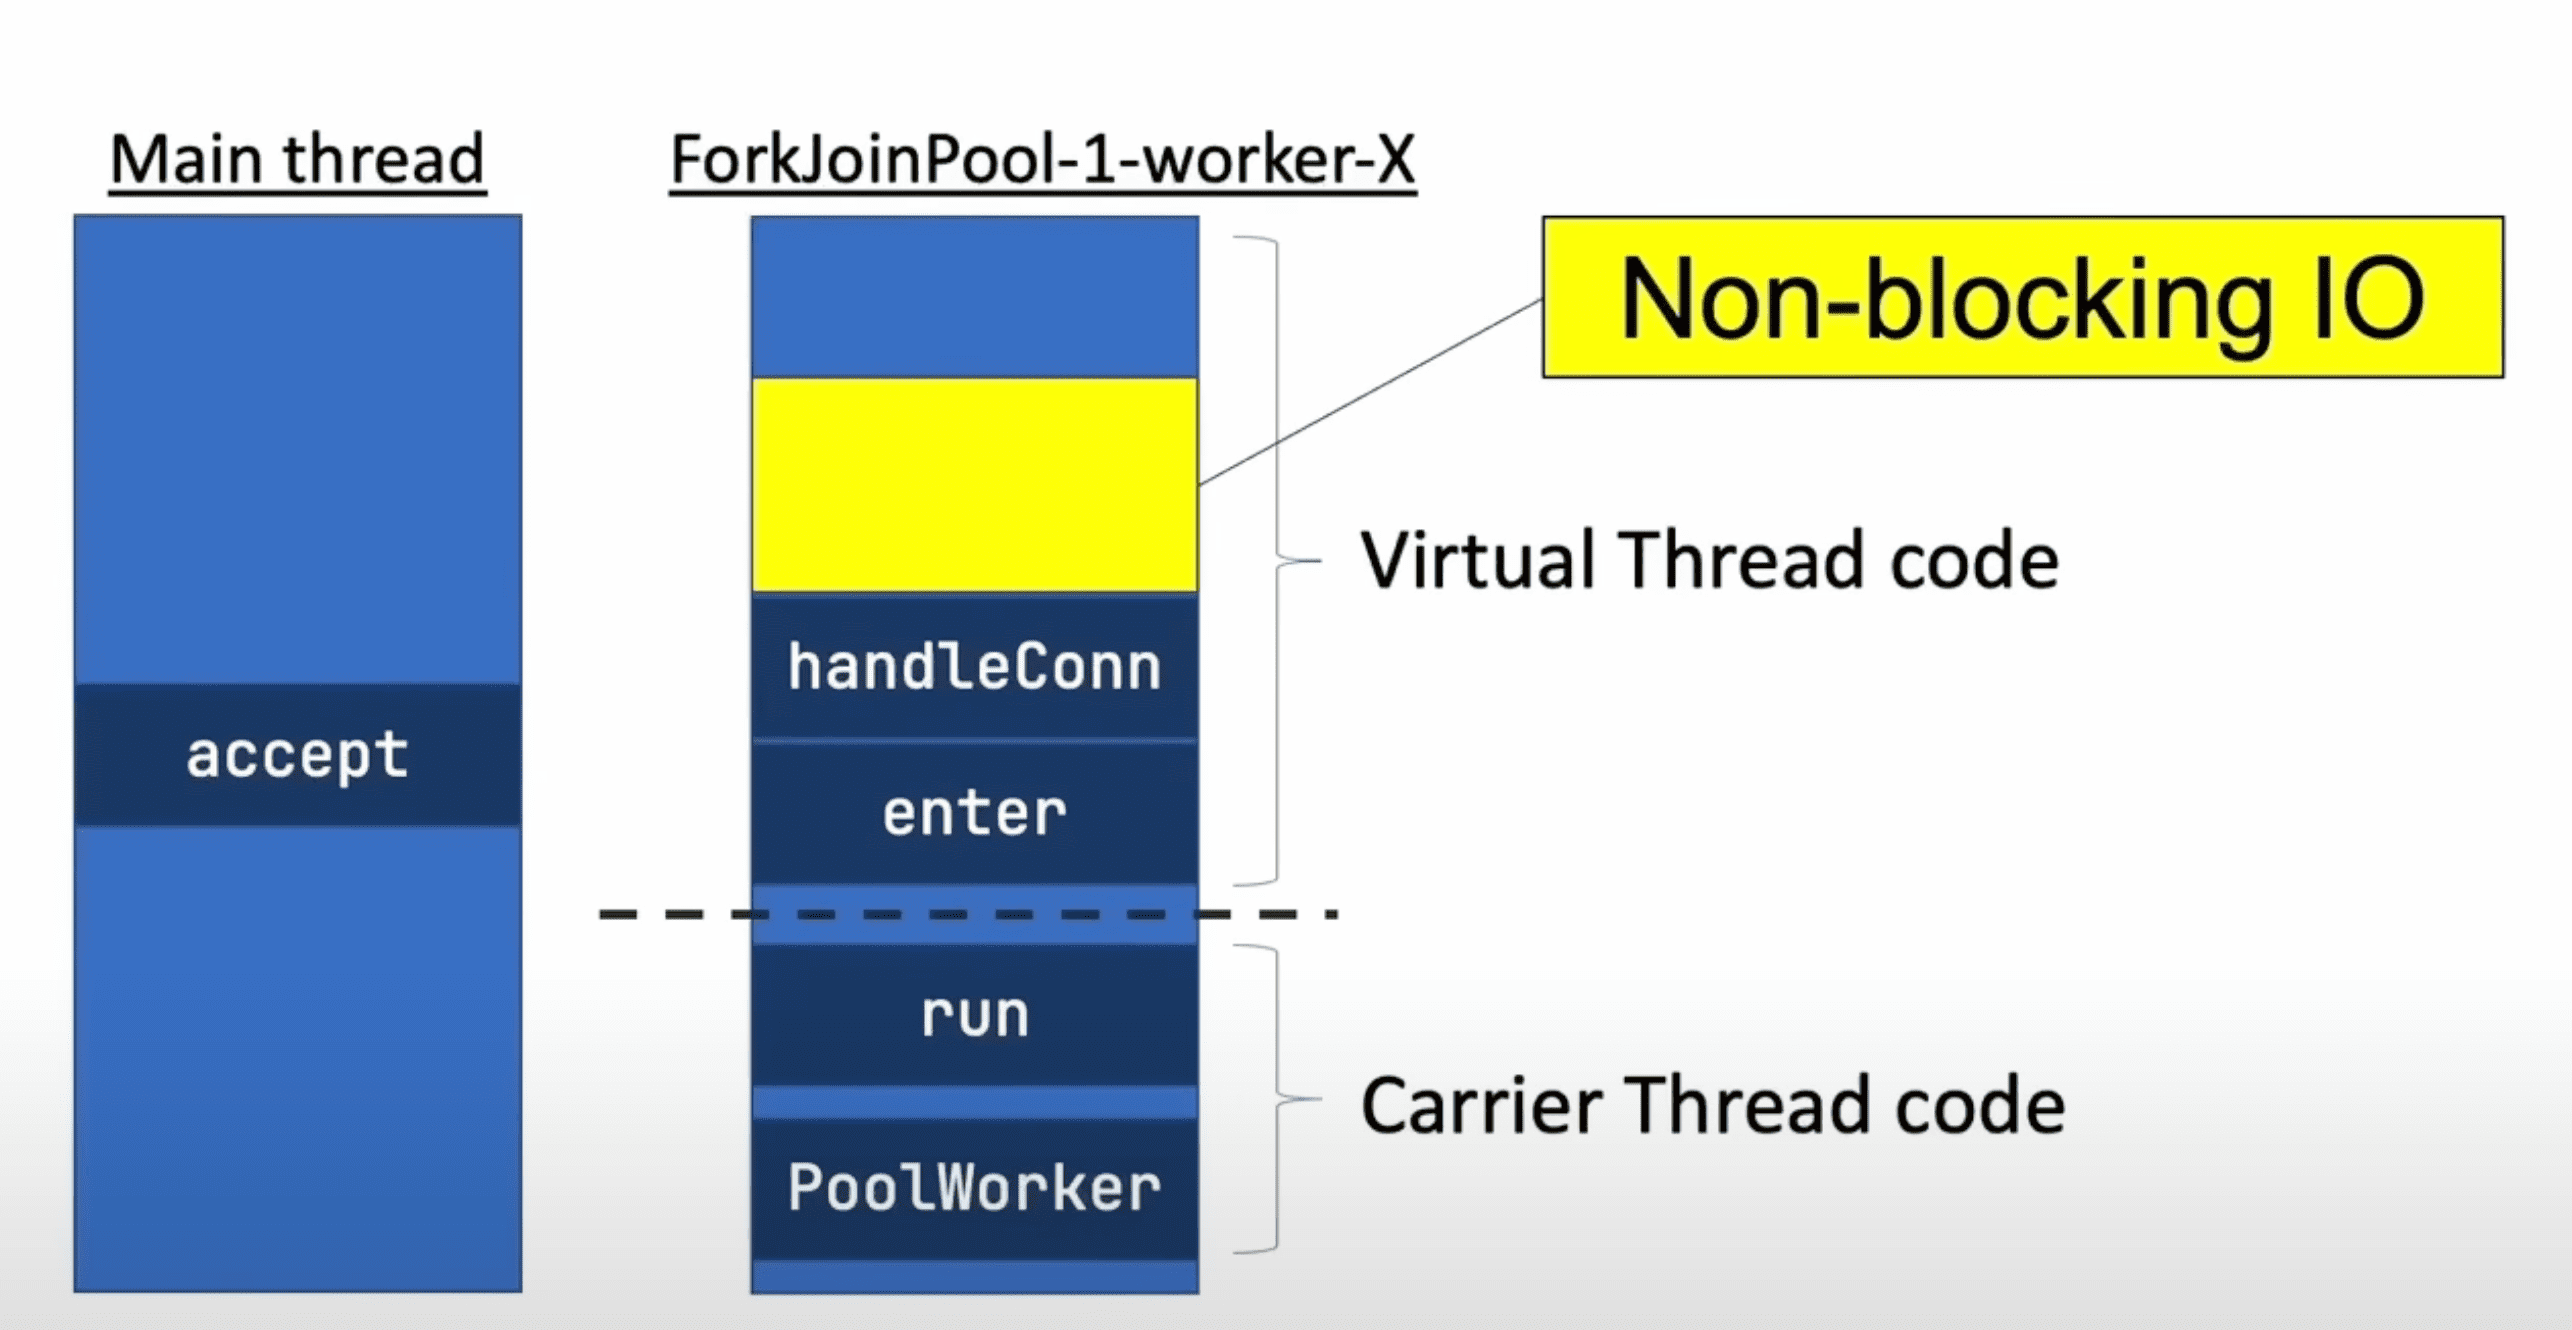 Main thread
ForkJoinPool-1-worker-X
Non-blocking IO
Virtual Thread code
handleConn
accept
enter
run
Carrier Thread code
PoolWorker